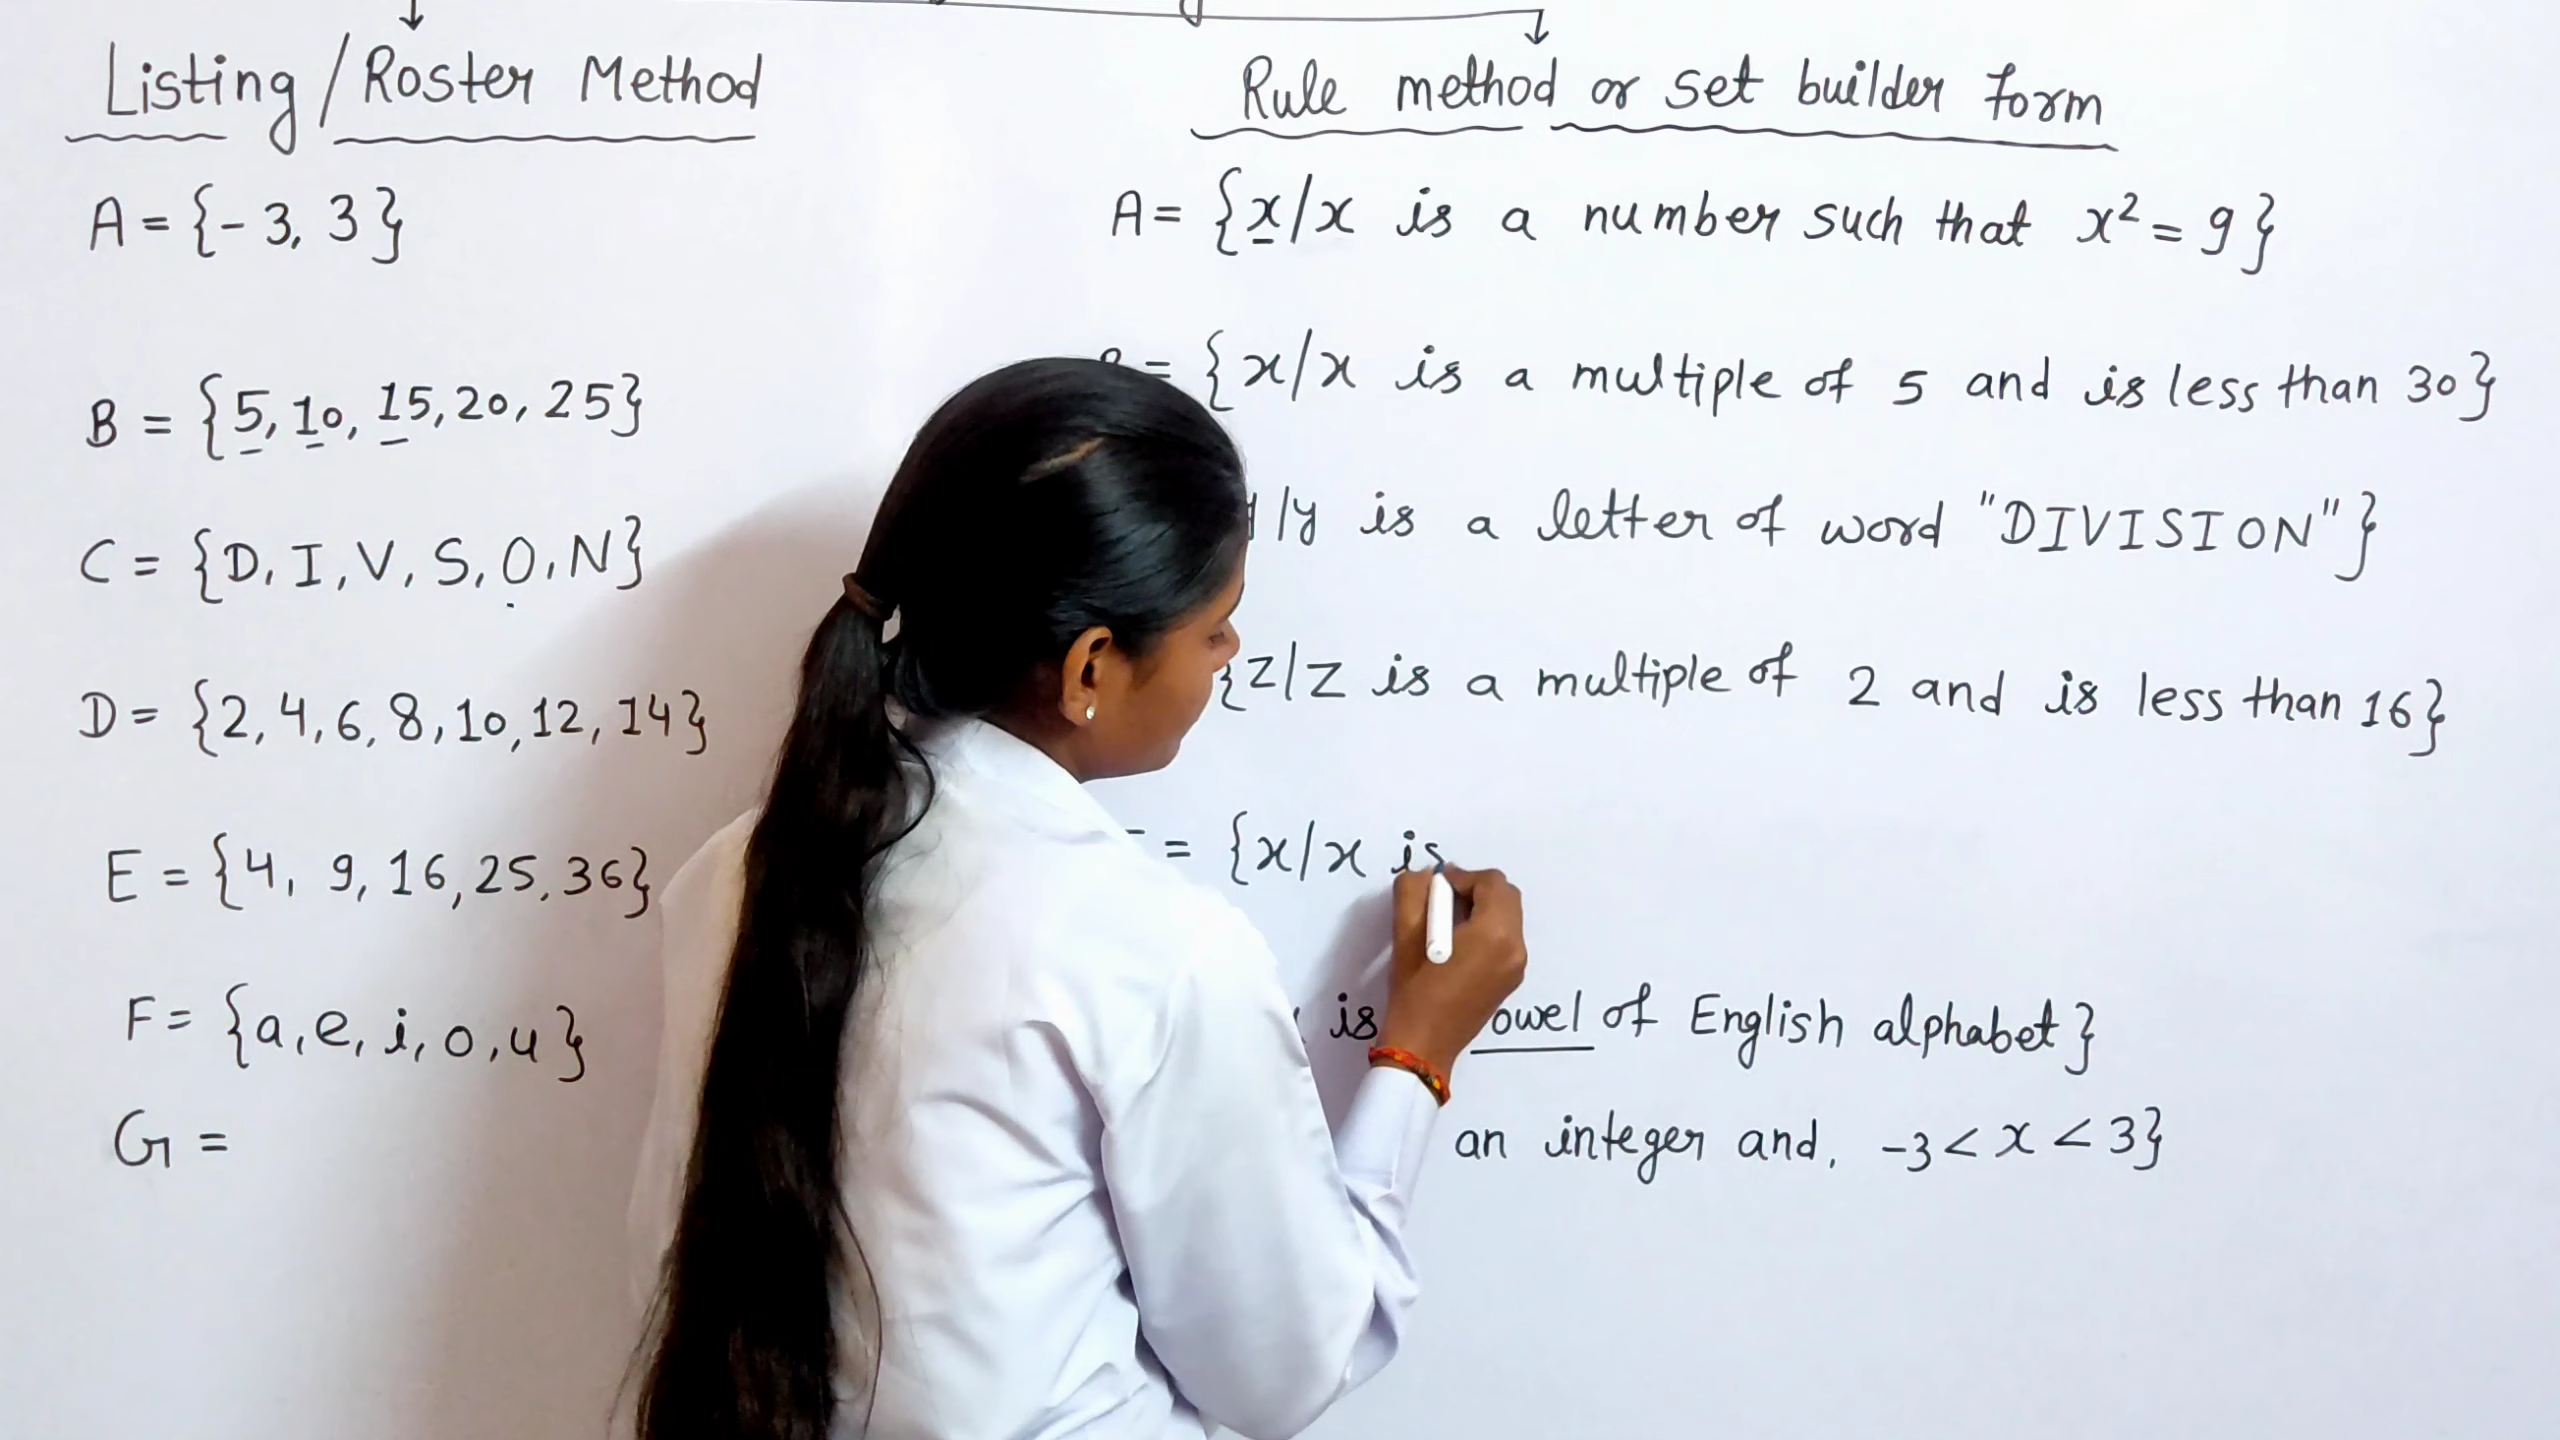 Listing/Roster Method
A = {-3, 3}
B = {5, 10, 15, 20, 25}
C = {D, I, V, S, O, N}
D = {2, 4, 6, 8, 10, 12, 14}
E = {4, 9, 16, 25, 36}
F = {a, e, i, o, u}
G =
Rule method or set builder form
A = {x/x is a number such that x² = 9}
= {x/x is a multiple of 5 and is less than 30}
/y is a letter of word "DIVISION"}
{z/z is a multiple of 2 and is less than 16}
= {x/x is
is owel of English alphabet}
an integer and, -3 < x < 3}